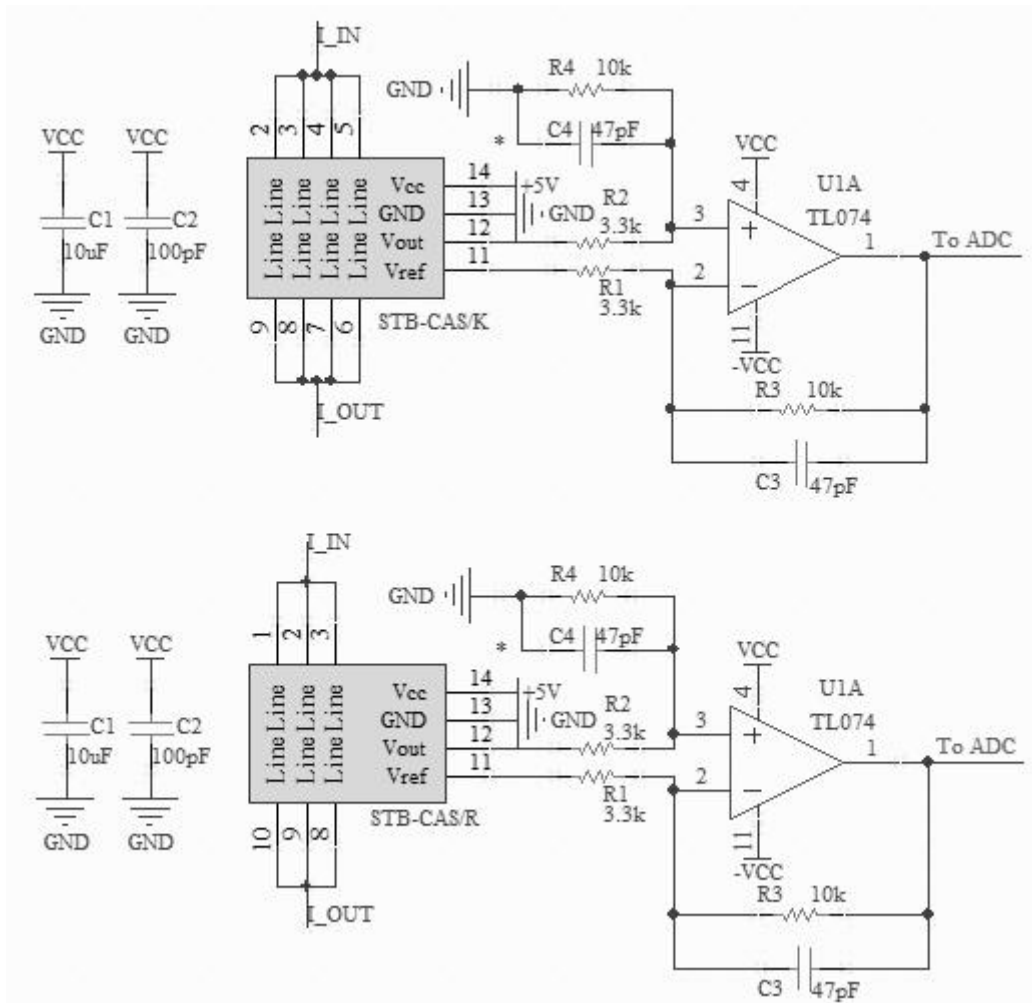 I_IN
R4 10k
GND
C4 47pF
*
2 3 4 5
VCC VCC
C1 C2
10uF 100pF
GND GND
Line Line Line Line
Vcc 14 +5V
GND 13 GND
Vout 12
Vref 11
STB-CAS/K
9 8 7 6
I_OUT
R2
3.3k
R1
3.3k
VCC
4
U1A
TL074
3 +
2 −
1 To ADC
11
-VCC
R3 10k
C3 47pF
I_IN
R4 10k
GND
C4 47pF
*
1 2 3
VCC VCC
C1 C2
10uF 100pF
GND GND
Line Line Line
Vcc 14 +5V
GND 13 GND
Vout 12
Vref 11
STB-CAS/R
10 9 8
I_OUT
R2
3.3k
R1
3.3k
VCC
4
U1A
TL074
3 +
2 −
1 To ADC
11
-VCC
R3 10k
C3 47pF